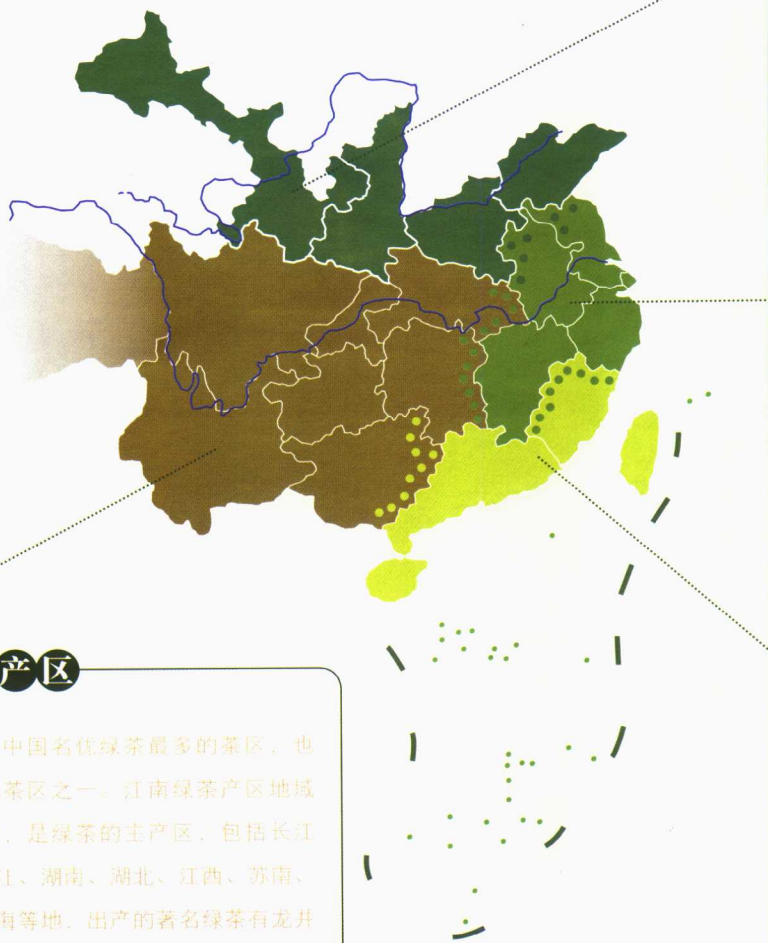 产区
中国名优绿茶最多的茶区，也
茶区之一。江南绿茶产区地域
，是绿茶的主产区，包括长江
、湖南、湖北、江西、苏南、
海等地，出产的著名绿茶有龙井